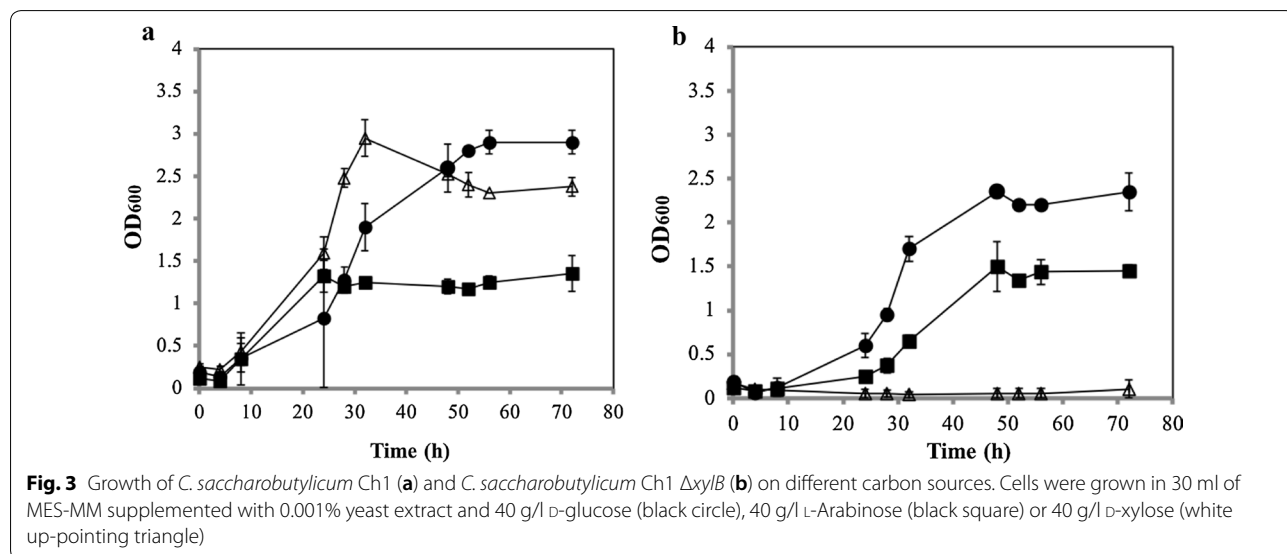 a
4
3.5
3
2.5
2
1.5
1
0.5
0
OD600
0 10 20 30 40 50 60 70 80
Time (h)
b
4
3.5
3
2.5
2
1.5
1
0.5
0
OD600
0 10 20 30 40 50 60 70 80
Time (h)
Fig. 3 Growth of C. saccharobutylicum Ch1 (a) and C. saccharobutylicum Ch1 ΔxylB (b) on different carbon sources. Cells were grown in 30 ml of
MES-MM supplemented with 0.001% yeast extract and 40 g/l D-glucose (black circle), 40 g/l L-Arabinose (black square) or 40 g/l D-xylose (white
up-pointing triangle)